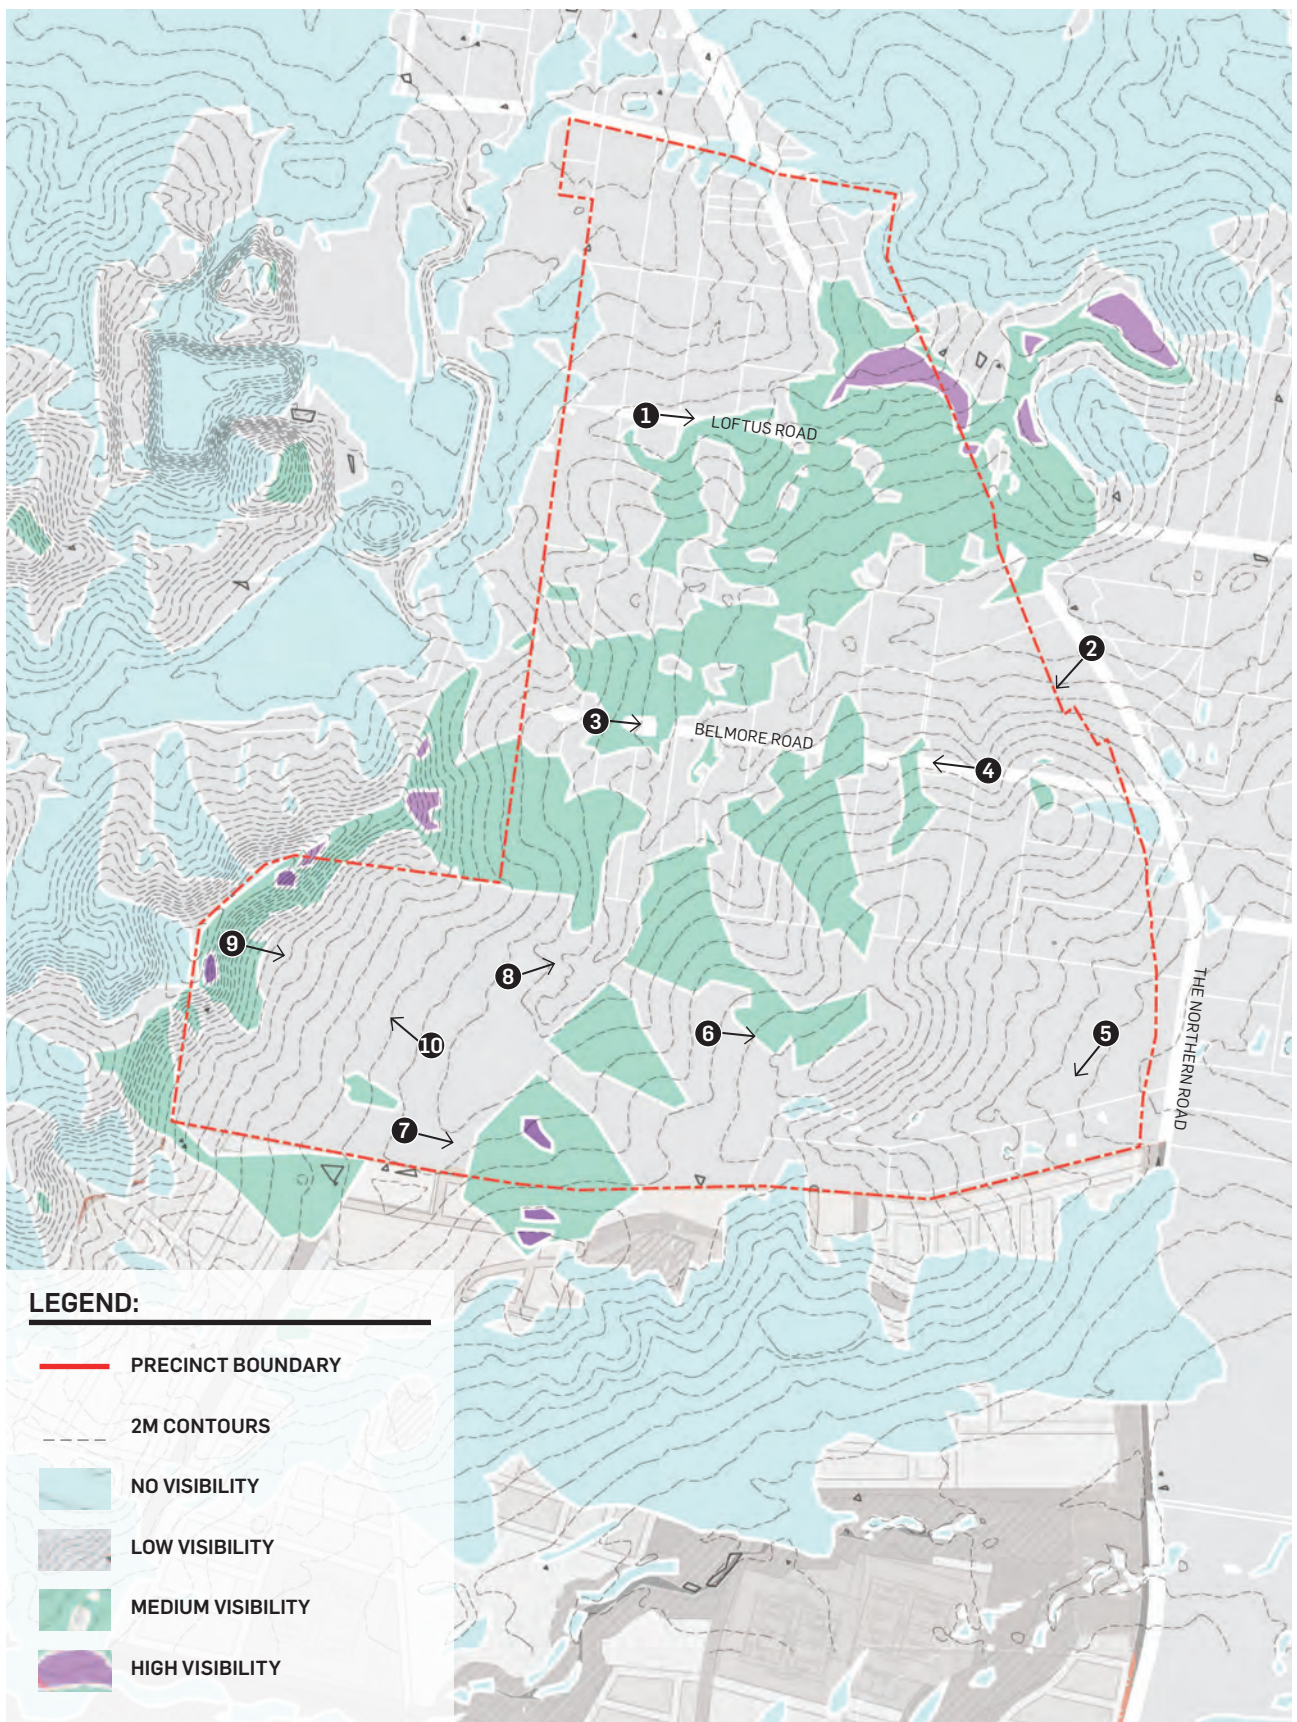 1
LOFTUS ROAD
2
3
BELMORE ROAD
4
9
8
10
6
5
THE NORTHERN ROAD
7
LEGEND:
PRECINCT BOUNDARY
2M CONTOURS
NO VISIBILITY
LOW VISIBILITY
MEDIUM VISIBILITY
HIGH VISIBILITY